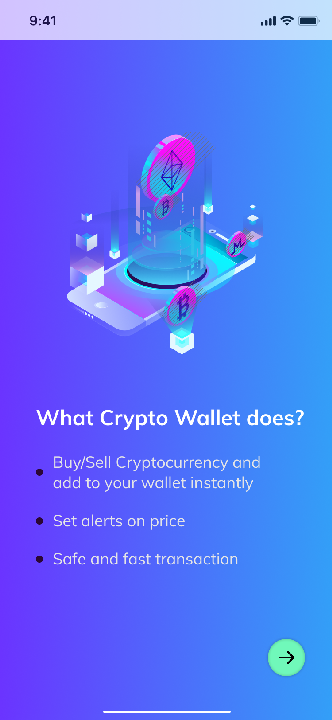 9:41
What Crypto Wallet does?
Buy/Sell Cryptocurrency and
add to your wallet instantly
Set alerts on price
Safe and fast transaction